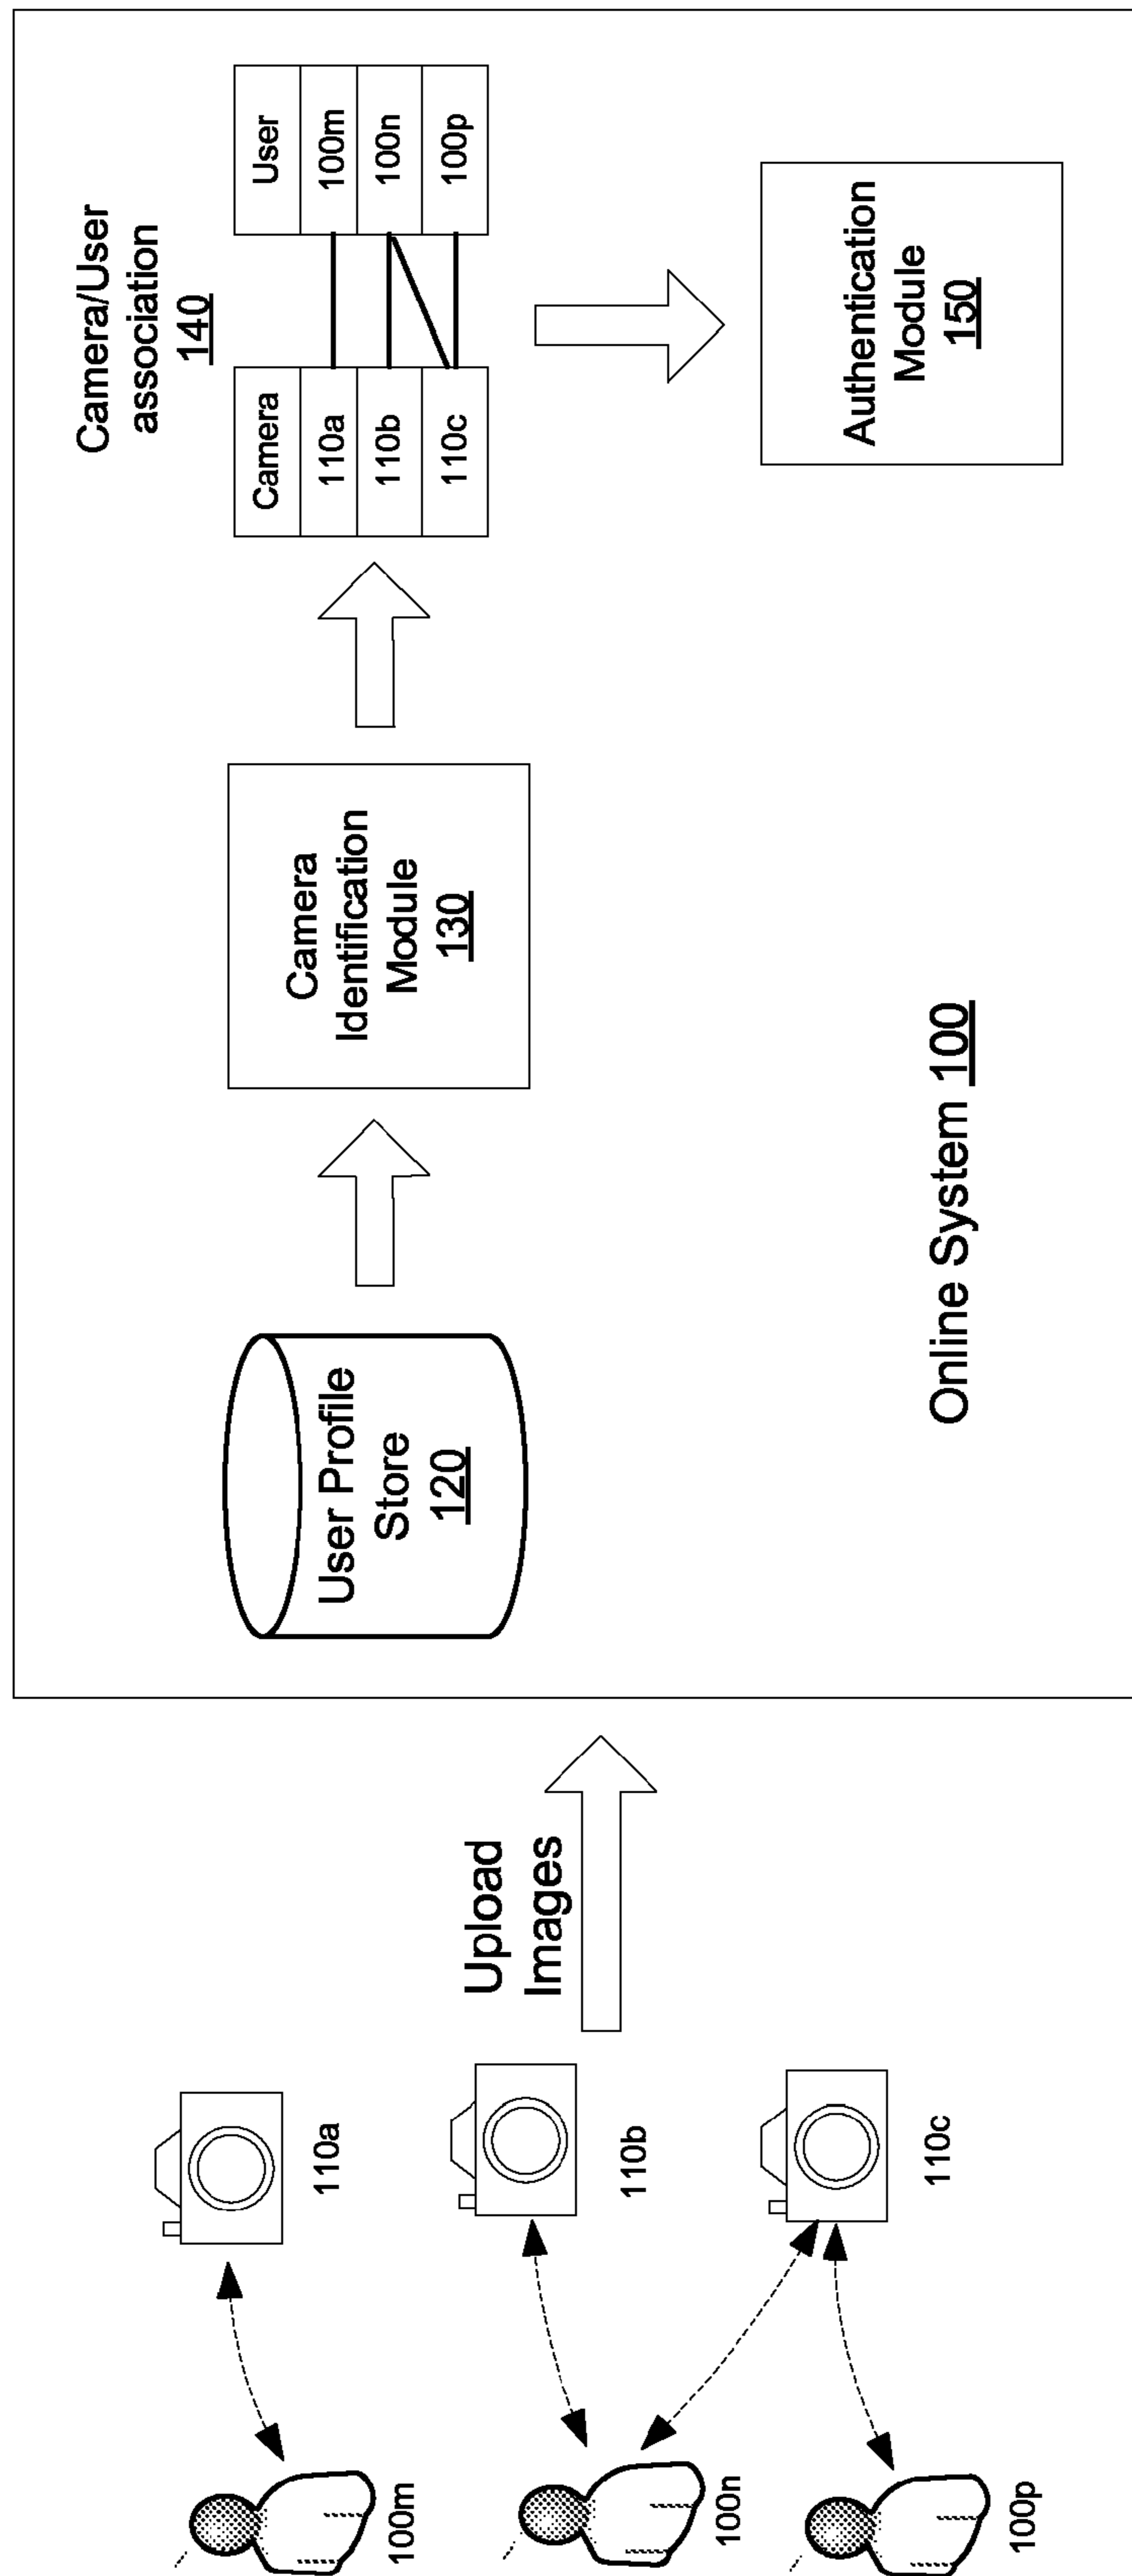 100m
100n
100p
110a
110b
110c
Upload
Images
User Profile
Store
120
Camera
Identification
Module
130
Camera/User
association
140
Camera
110a
110b
110c
User
100m
100n
100p
Authentication
Module
150
Online System 100